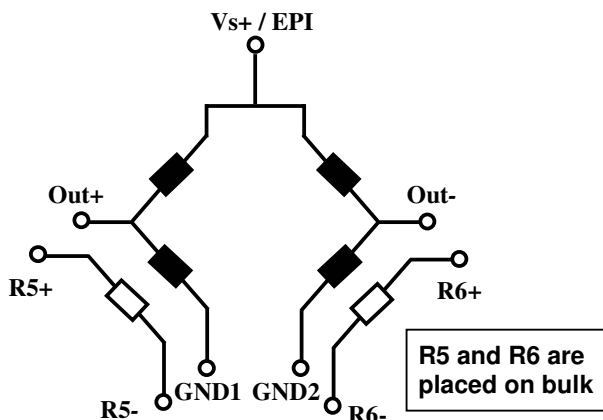 Vs+ / EPI
Out+
Out-
R5+
R6+
R5 and R6 are
placed on bulk
GND1
GND2
R5-
R6-